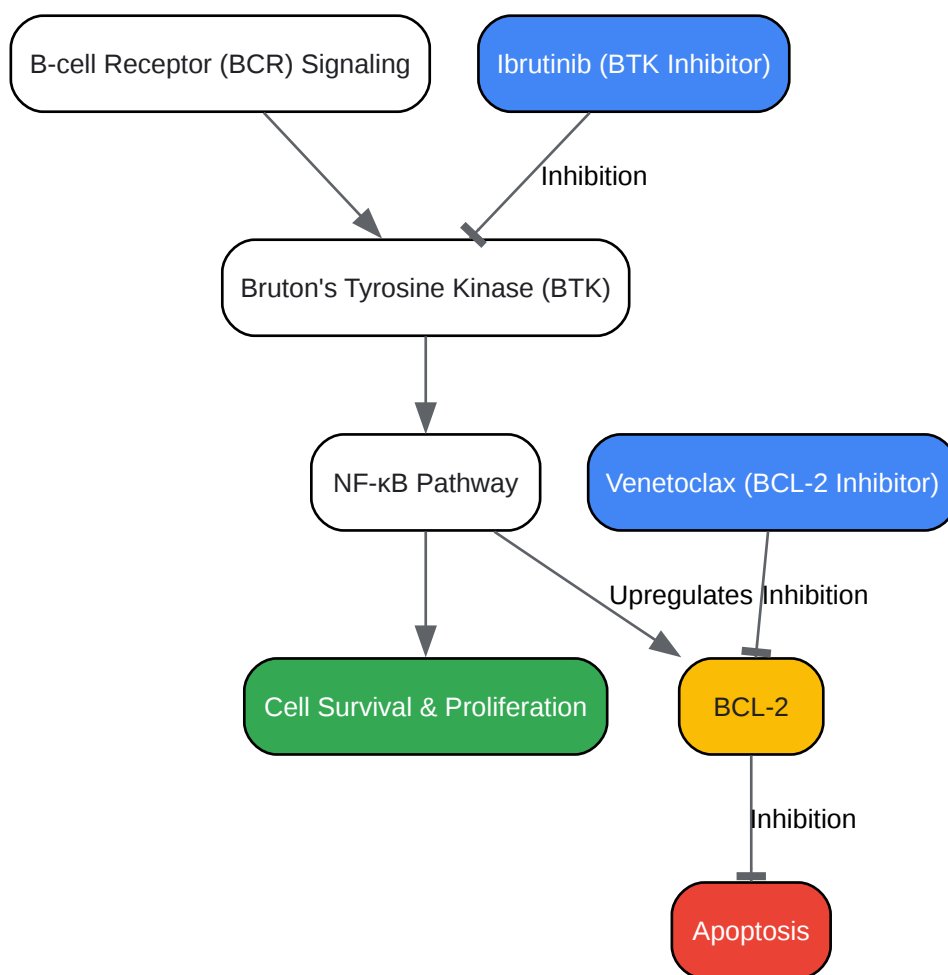 B-cell Receptor (BCR) Signaling
Ibrutinib (BTK Inhibitor)
Inhibition
Bruton's Tyrosine Kinase (BTK)
NF-κB Pathway
Venetoclax (BCL-2 Inhibitor)
Upregulates
Inhibition
Cell Survival & Proliferation
BCL-2
Inhibition
Apoptosis